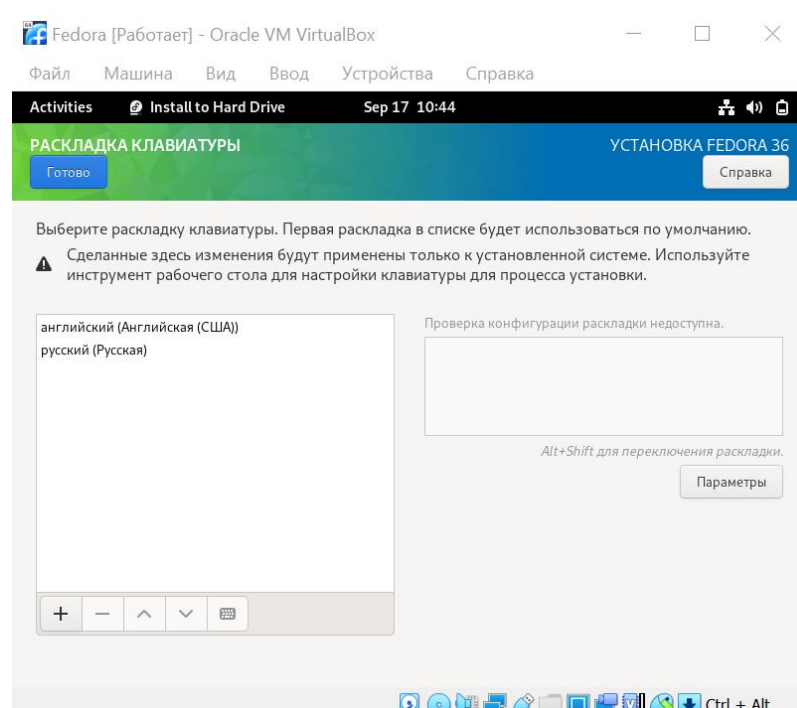 Fedora [Работает] - Oracle VM VirtualBox
Файл Машина Вид Ввод Устройства Справка
Activities Install to Hard Drive Sep 17 10:44
РАСКЛАДКА КЛАВИАТУРЫ
УСТАНОВКА FEDORA 36
Готово
Справка
Выберите раскладку клавиатуры. Первая раскладка в списке будет использоваться по умолчанию.
Сделанные здесь изменения будут применены только к установленной системе. Используйте
инструмент рабочего стола для настройки клавиатуры для процесса установки.
английский (Английская (США))
русский (Русская)
Проверка конфигурации раскладки недоступна.
Alt+Shift для переключения раскладки.
Параметры
Ctrl + Alt